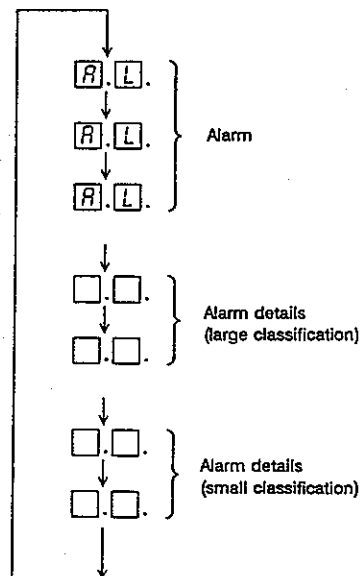 A. L.
A. L.
A. L.
Alarm
Alarm details
(large classification)
Alarm details
(small classification)